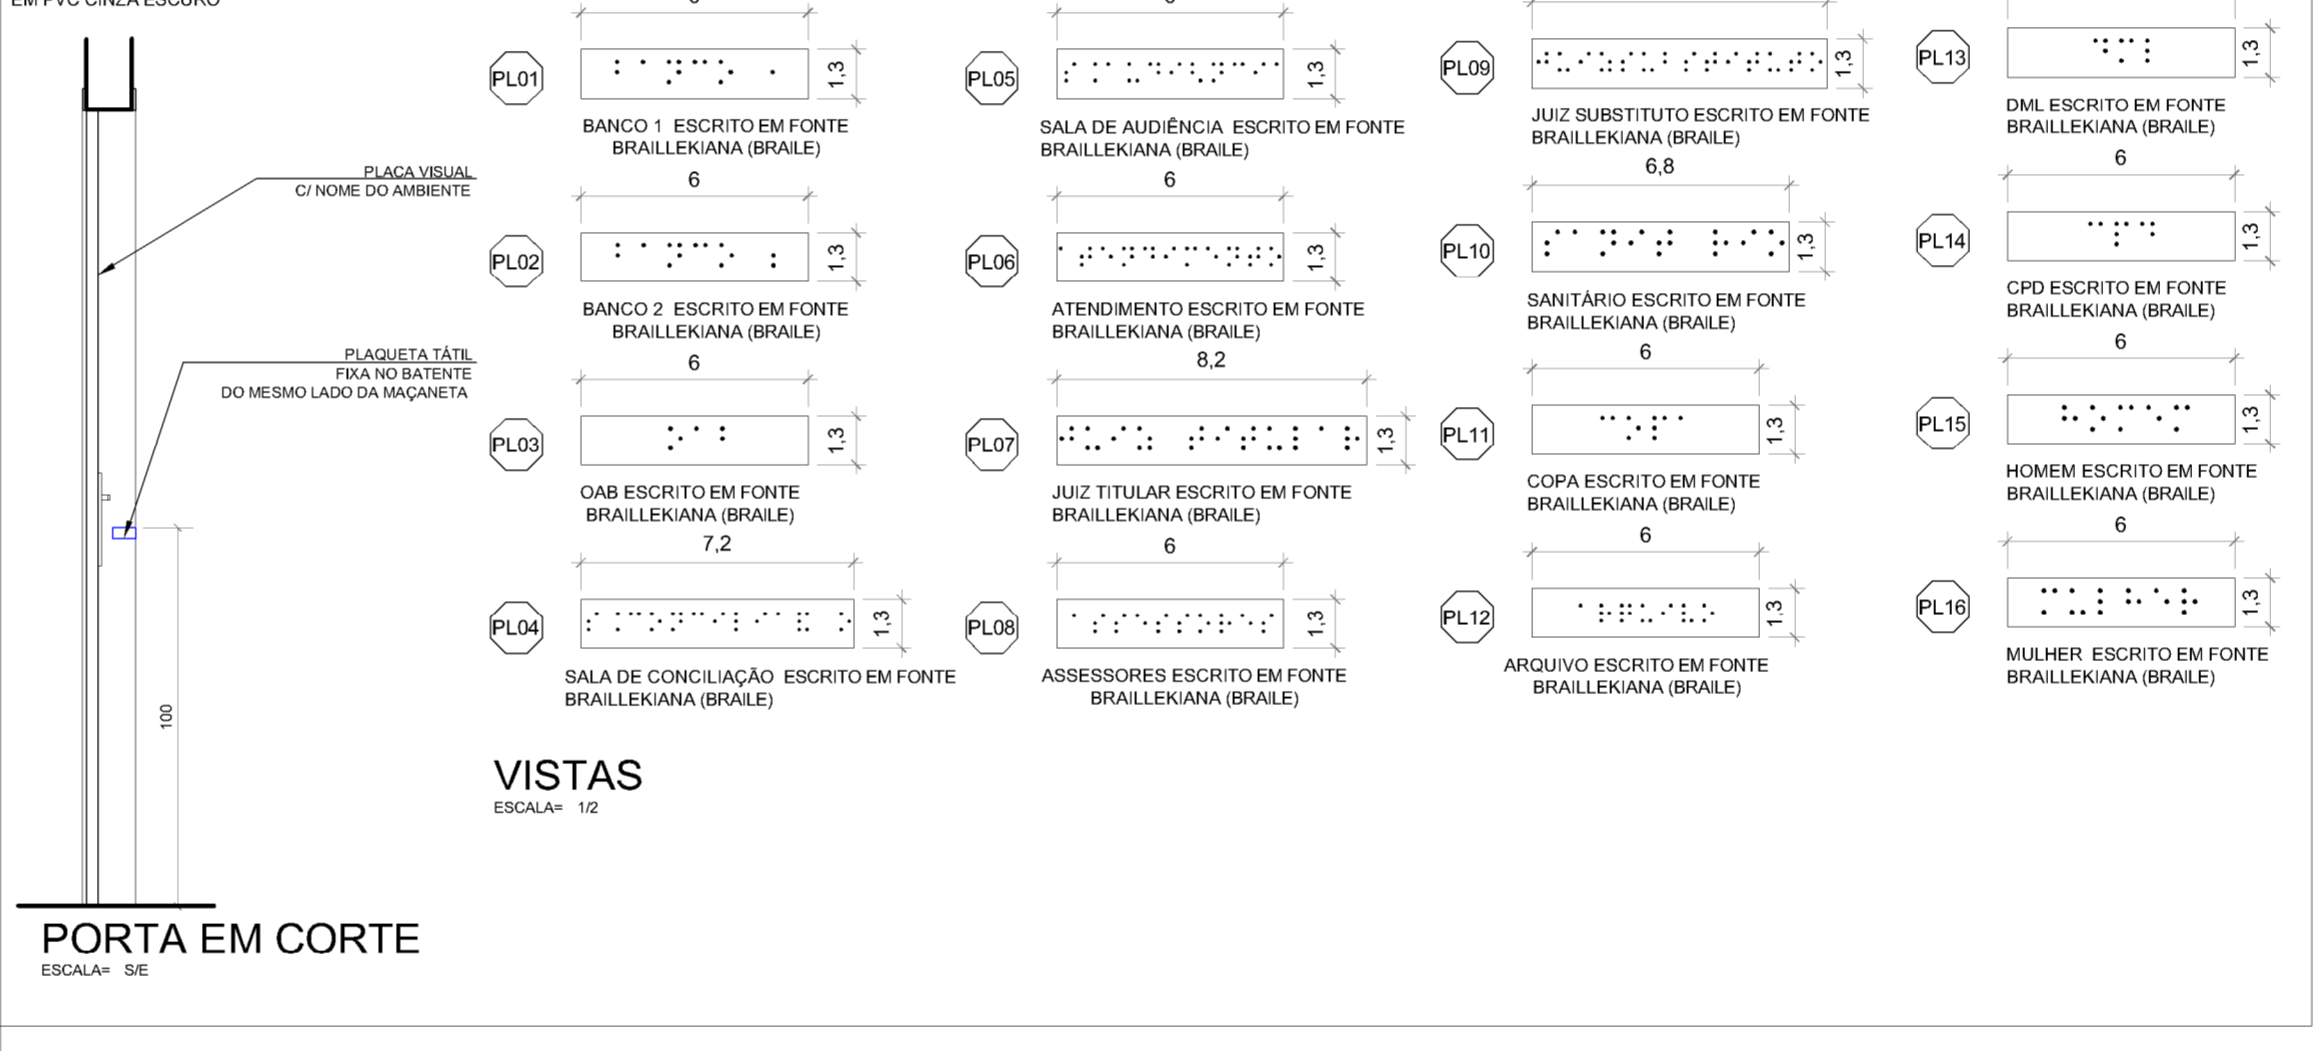 PLACA VISUAL
C/ NOME DO AMBIENTE
PLAQUETA TÁTIL
FIXA NO BATENTE
DO MESMO LADO DA MAÇANETA
100
PORTA EM CORTE
ESCALA= S/E
PL01
1,3
BANCO 1 ESCRITO EM FONTE
BRAILLEKIANA (BRAILE)
6
PL02
1,3
BANCO 2 ESCRITO EM FONTE
BRAILLEKIANA (BRAILE)
6
PL03
1,3
OAB ESCRITO EM FONTE
BRAILLEKIANA (BRAILE)
7,2
PL04
1,3
SALA DE CONCILIAÇÃO ESCRITO EM FONTE
BRAILLEKIANA (BRAILE)
VISTAS
ESCALA= 1/2
PL05
1,3
SALA DE AUDIÊNCIA ESCRITO EM FONTE
BRAILLEKIANA (BRAILE)
6
PL06
1,3
ATENDIMENTO ESCRITO EM FONTE
BRAILLEKIANA (BRAILE)
8,2
PL07
1,3
JUIZ TITULAR ESCRITO EM FONTE
BRAILLEKIANA (BRAILE)
6
PL08
1,3
ASSESSORES ESCRITO EM FONTE
BRAILLEKIANA (BRAILE)
PL09
1,3
JUIZ SUBSTITUTO ESCRITO EM FONTE
BRAILLEKIANA (BRAILE)
6,8
PL10
1,3
SANITÁRIO ESCRITO EM FONTE
BRAILLEKIANA (BRAILE)
6
PL11
1,3
COPA ESCRITO EM FONTE
BRAILLEKIANA (BRAILE)
6
PL12
1,3
ARQUIVO ESCRITO EM FONTE
BRAILLEKIANA (BRAILE)
PL13
1,3
DML ESCRITO EM FONTE
BRAILLEKIANA (BRAILE)
6
PL14
1,3
CPD ESCRITO EM FONTE
BRAILLEKIANA (BRAILE)
6
PL15
1,3
HOMEM ESCRITO EM FONTE
BRAILLEKIANA (BRAILE)
6
PL16
1,3
MULHER ESCRITO EM FONTE
BRAILLEKIANA (BRAILE)